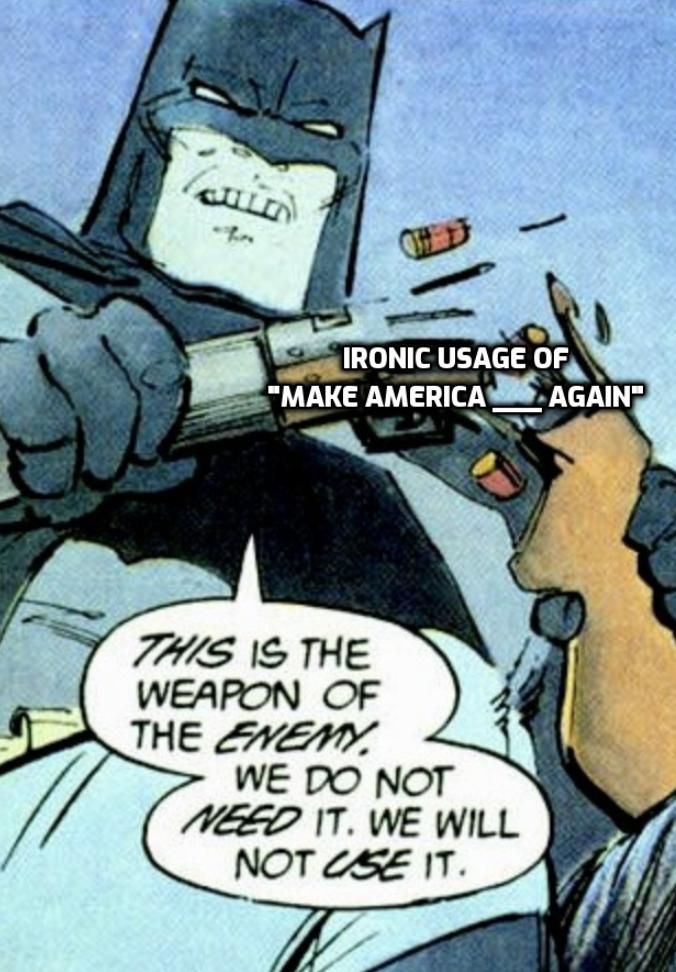 IRONIC USAGE OF
"MAKE AMERICA ___ AGAIN"
THIS IS THE
WEAPON OF
THE ENEMY.
WE DO NOT
NEED IT. WE WILL
NOT USE IT.